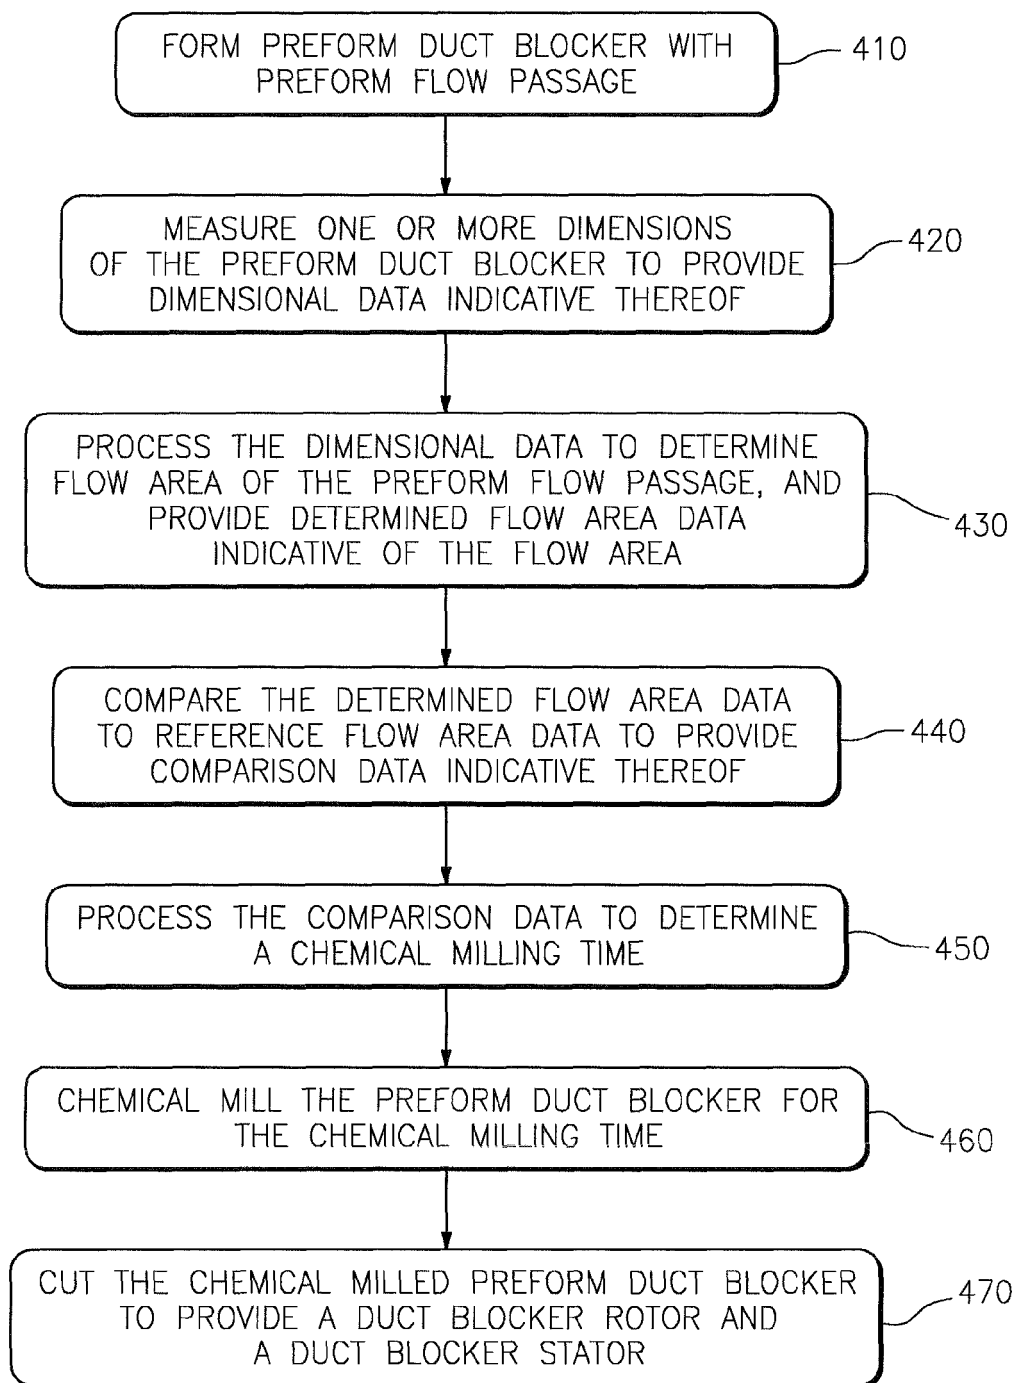 FORM PREFORM DUCT BLOCKER WITH
PREFORM FLOW PASSAGE
410
MEASURE ONE OR MORE DIMENSIONS
OF THE PREFORM DUCT BLOCKER TO PROVIDE
DIMENSIONAL DATA INDICATIVE THEREOF
420
PROCESS THE DIMENSIONAL DATA TO DETERMINE
FLOW AREA OF THE PREFORM FLOW PASSAGE, AND
PROVIDE DETERMINED FLOW AREA DATA
INDICATIVE OF THE FLOW AREA
430
COMPARE THE DETERMINED FLOW AREA DATA
TO REFERENCE FLOW AREA DATA TO PROVIDE
COMPARISON DATA INDICATIVE THEREOF
440
PROCESS THE COMPARISON DATA TO DETERMINE
A CHEMICAL MILLING TIME
450
CHEMICAL MILL THE PREFORM DUCT BLOCKER FOR
THE CHEMICAL MILLING TIME
460
CUT THE CHEMICAL MILLED PREFORM DUCT BLOCKER
TO PROVIDE A DUCT BLOCKER ROTOR AND
A DUCT BLOCKER STATOR
470